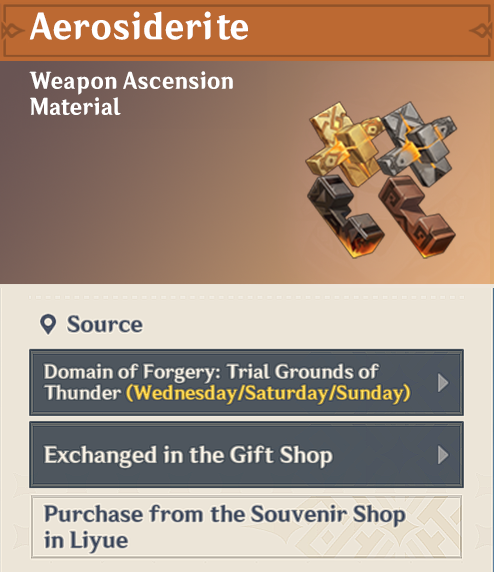 Aerosiderite
Weapon Ascension
Material
Source
Domain of Forgery: Trial Grounds of
Thunder (Wednesday/Saturday/Sunday)
Exchanged in the Gift Shop
Purchase from the Souvenir Shop
in Liyue